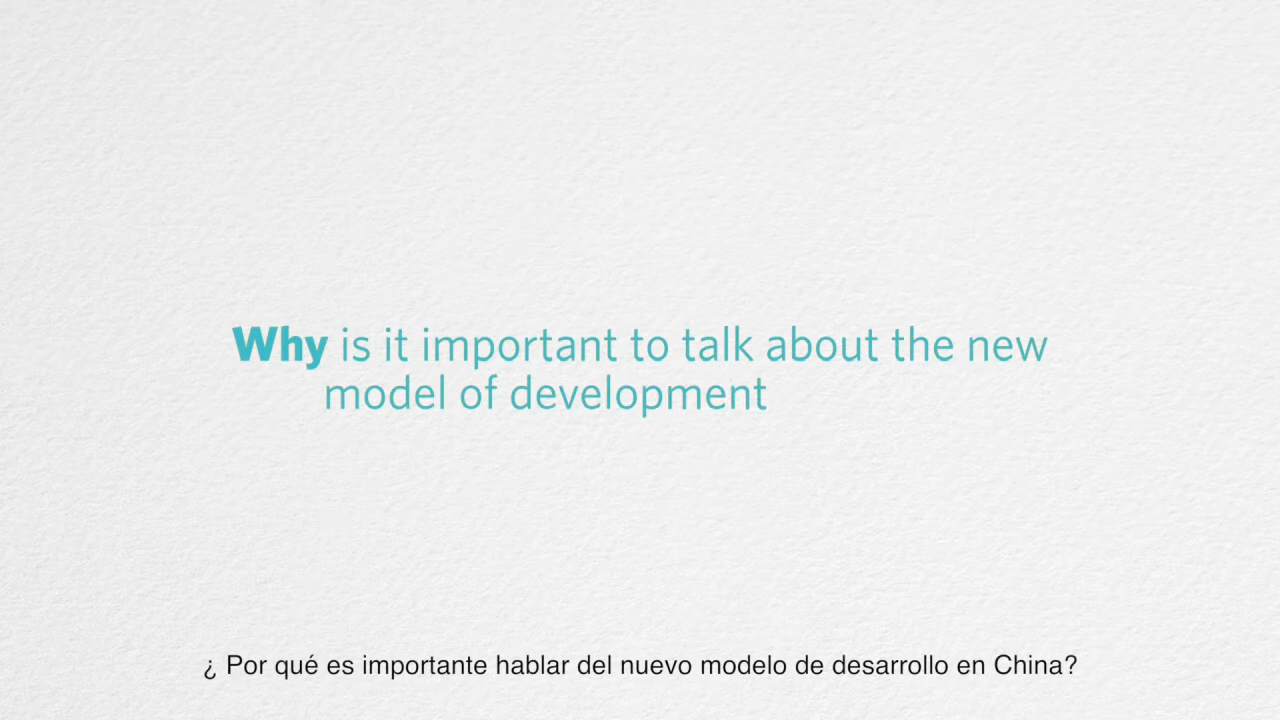 Why is it important to talk about the new
model of development
¿ Por qué es importante hablar del nuevo modelo de desarrollo en China?